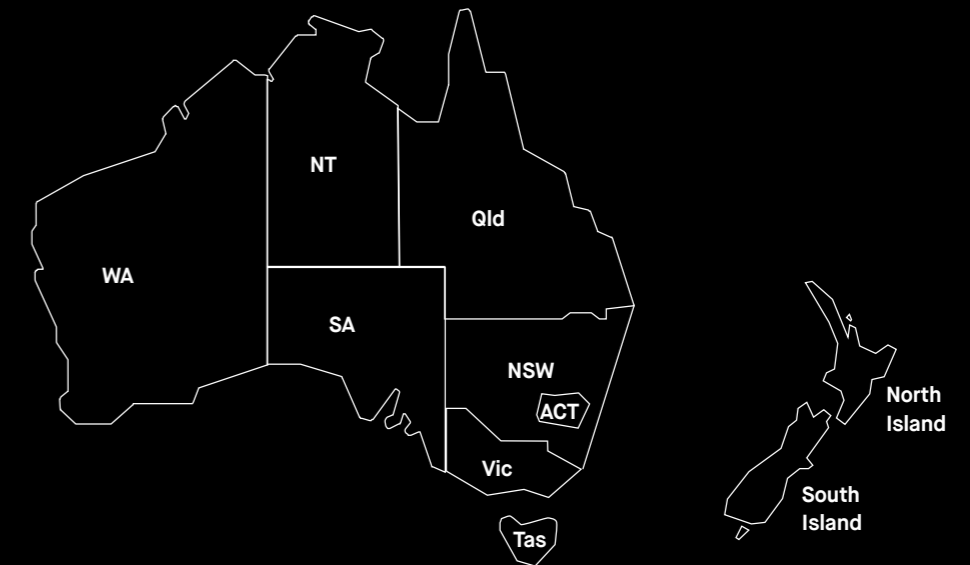 NT
Qld
WA
SA
NSW
ACT
North
Island
Vic
South
Island
Tas